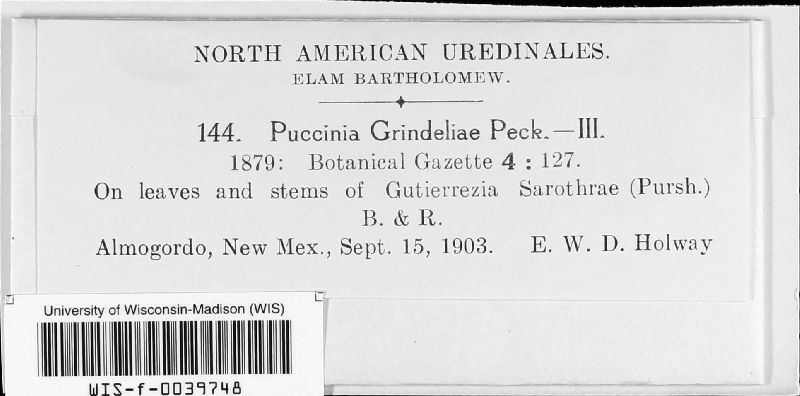 NORTH AMERICAN UREDINALES.
ELAM BARTHOLOMEW.
144. Puccinia Grindeliae Peck.—III.
1879: Botanical Gazette 4 : 127.
On leaves and stems of Gutierrezia Sarothrae (Pursh.)
B. & R.
Almogordo, New Mex., Sept. 15, 1903. E. W. D. Holway
University of Wisconsin-Madison (WIS)
WIS-f-0039748